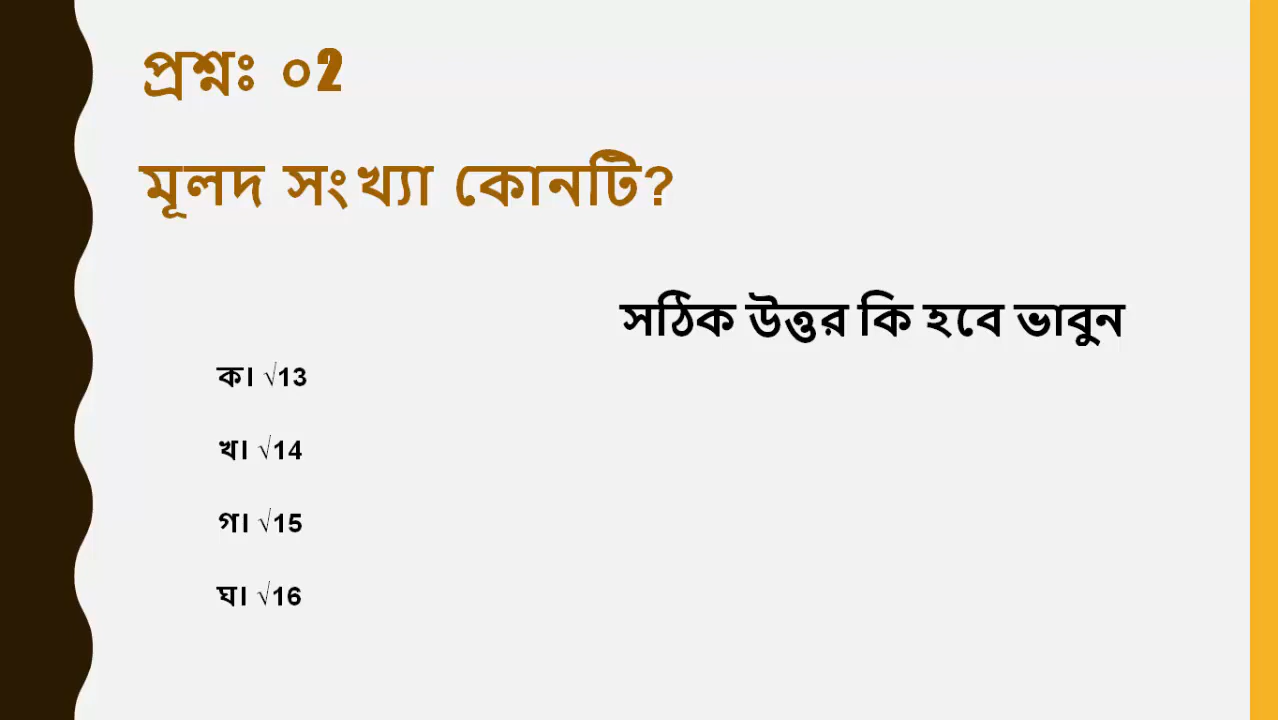 প্রশ্নঃ ০2
মূলদ সংখ্যা কোনটি?
সঠিক উত্তর কি হবে ভাবুন
ক। √13
খ। √14
গ। √15
ঘ। √16